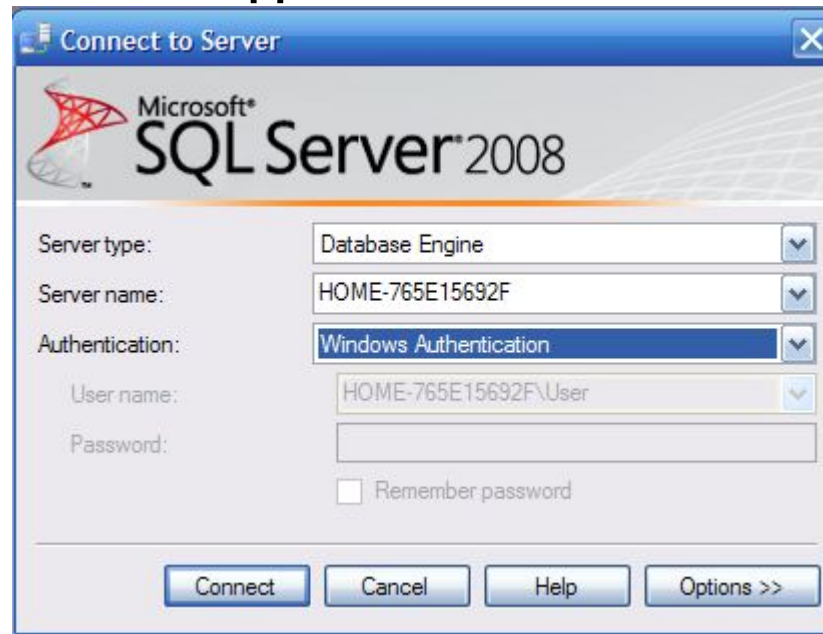 Connect to Server
Microsoft®
SQL Server®2008
Server type: Database Engine
Server name: HOME-765E15692F
Authentication: Windows Authentication
User name: HOME-765E15692F\User
Password:
Remember password
Connect Cancel Help Options >>